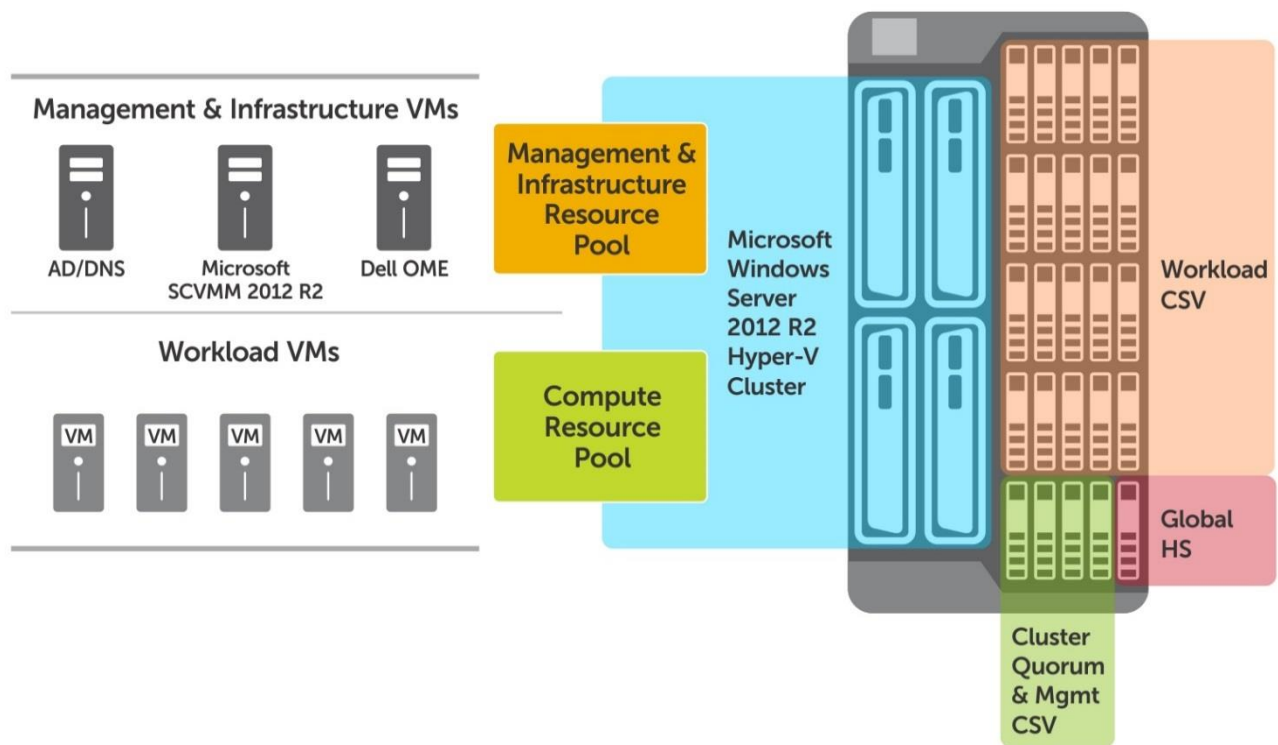 Management & Infrastructure VMs
AD/DNS
Microsoft
SCVMM 2012 R2
Dell OME
Workload VMs
VM
VM
VM
VM
VM
Management &
Infrastructure
Resource
Pool
Compute
Resource
Pool
Microsoft
Windows
Server
2012 R2
Hyper-V
Cluster
Workload
CSV
Global
HS
Cluster
Quorum
& Mgmt
CSV